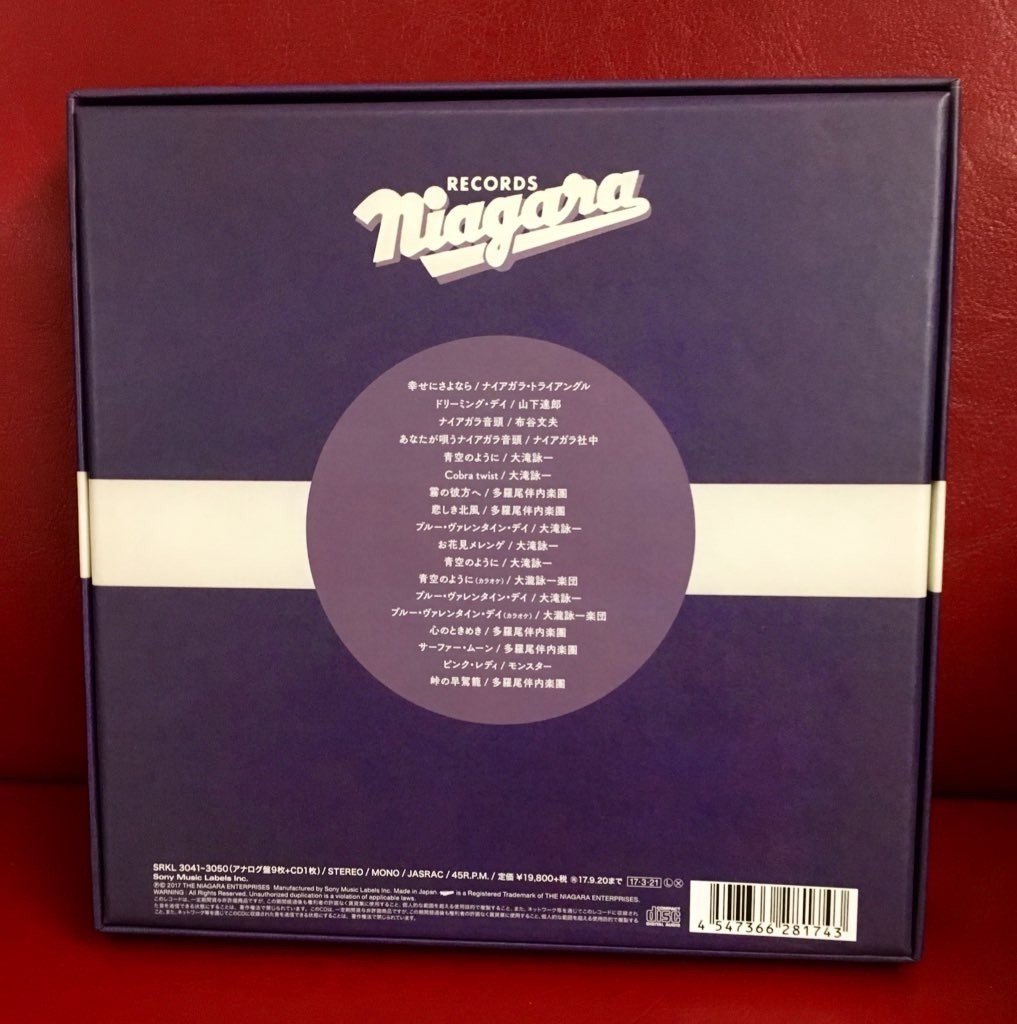 RECORDS
Niagara
幸せにさよなら / ナイアガラ・トライアングル
ドリーミング・デイ / 山下達郎
ナイアガラ音頭 / 布谷文夫
あなたが唄うナイアガラ音頭 / ナイアガラ社中
青空のように / 大滝詠一
Cobra twist / 大滝詠一
霧の彼方へ / 多羅尾伴内楽團
悲しき北風 / 多羅尾伴内楽團
ブルー・ヴァレンタイン・デイ / 大滝詠一
お花見メレンゲ / 大滝詠一
青空のように / 大滝詠一
青空のように(カラオケ) / 大瀧詠一楽団
ブルー・ヴァレンタイン・デイ / 大滝詠一
ブルー・ヴァレンタイン・デイ(カラオケ) / 大瀧詠一楽団
心のときめき / 多羅尾伴内楽團
サーファー・ムーン / 多羅尾伴内楽團
ピンク・レディ / モンスター
峠の早駕籠 / 多羅尾伴内楽團
SRKL 3041~3050(アナログ盤9枚+CD1枚) / STEREO / MONO / JASRAC / 45R.P.M. / 定価 ¥19,800+税 17.9.20まで 17・3・21 L X
Sony Music Labels Inc.
ⓅⒸ 2017 THE NIAGARA ENTERPRISES Manufactured by Sony Music Labels Inc. Made in Japan is a Registered Trademark of THE NIAGARA ENTERPRISES.
WARNING : All Rights Reserved. Unauthorized duplication is a violation of applicable laws.
COMPACT
disc
DIGITAL AUDIO
4 547366 281743